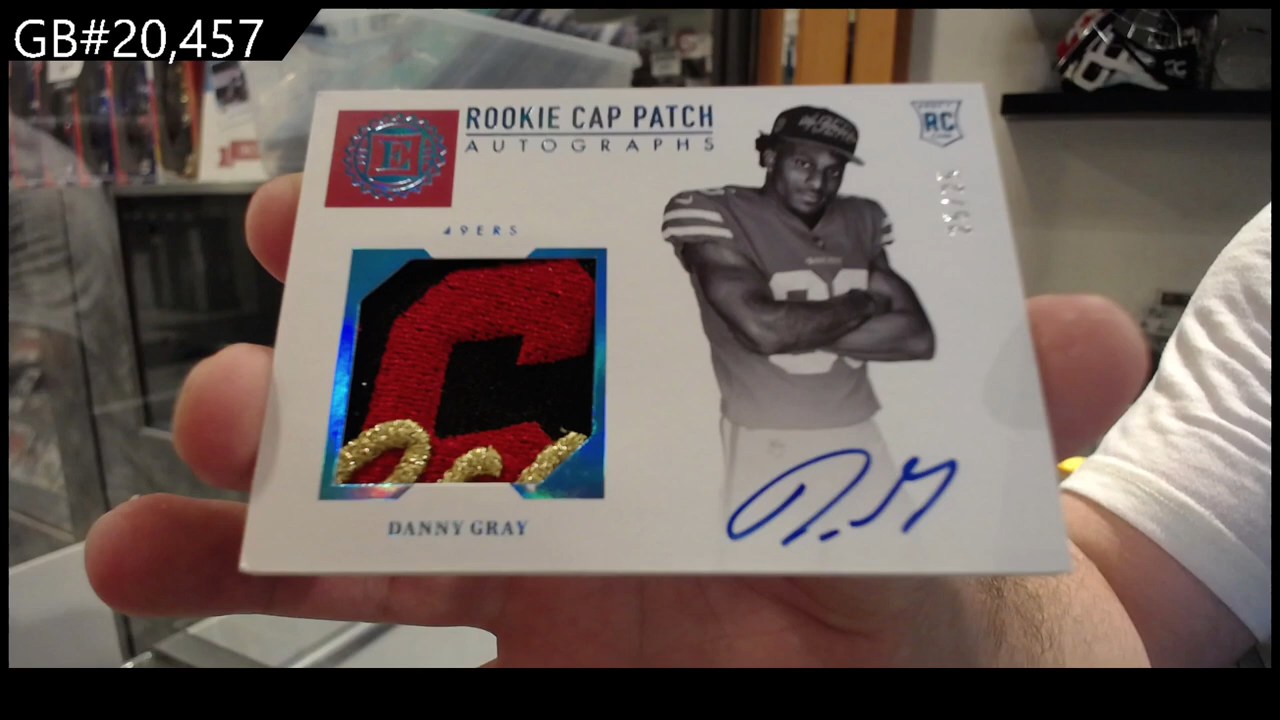 GB#20,457
ROOKIE CAP PATCH
AUTOGRAPHS
E
RC
49ERS
DANNY GRAY